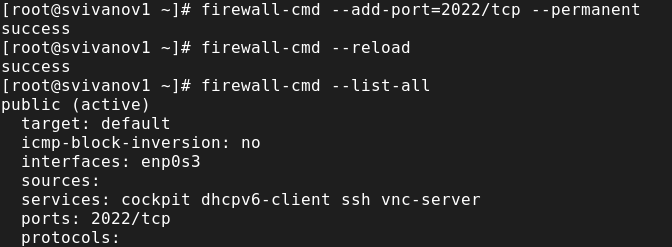 [root@svivanov1 ~]# firewall-cmd --add-port=2022/tcp --permanent
success
[root@svivanov1 ~]# firewall-cmd --reload
success
[root@svivanov1 ~]# firewall-cmd --list-all
public (active)
  target: default
  icmp-block-inversion: no
  interfaces: enp0s3
  sources:
  services: cockpit dhcpv6-client ssh vnc-server
  ports: 2022/tcp
  protocols: